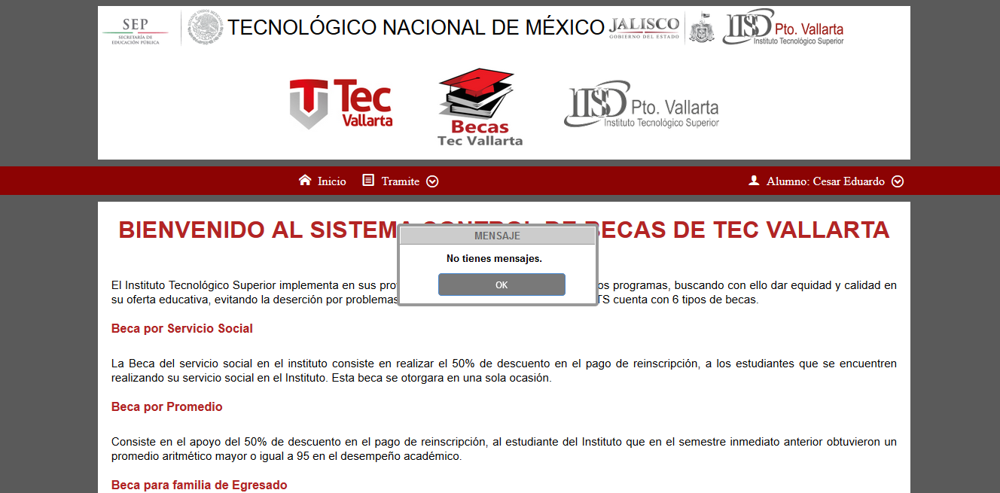 SEP
SECRETARÍA DE
EDUCACIÓN PÚBLICA
TECNOLÓGICO NACIONAL DE MÉXICO
JALISCO
GOBIERNO DEL ESTADO
ITS Pto. Vallarta
Instituto Tecnológico Superior
Tec
Vallarta
Becas
Tec Vallarta
ITS Pto. Vallarta
Instituto Tecnológico Superior
Inicio
Tramite
Alumno: Cesar Eduardo
BIENVENIDO AL SISTEMA CONTROL DE BECAS DE TEC VALLARTA
MENSAJE
No tienes mensajes.
OK
El Instituto Tecnológico Superior implementa en sus pro os programas, buscando con ello dar equidad y calidad en
su oferta educativa, evitando la deserción por problemas TS cuenta con 6 tipos de becas.
Beca por Servicio Social
La Beca del servicio social en el instituto consiste en realizar el 50% de descuento en el pago de reinscripción, a los estudiantes que se encuentren
realizando su servicio social en el Instituto. Esta beca se otorgara en una sola ocasión.
Beca por Promedio
Consiste en el apoyo del 50% de descuento en el pago de reinscripción, al estudiante del Instituto que en el semestre inmediato anterior obtuvieron un
promedio aritmético mayor o igual a 95 en el desempeño académico.
Beca para familia de Egresado